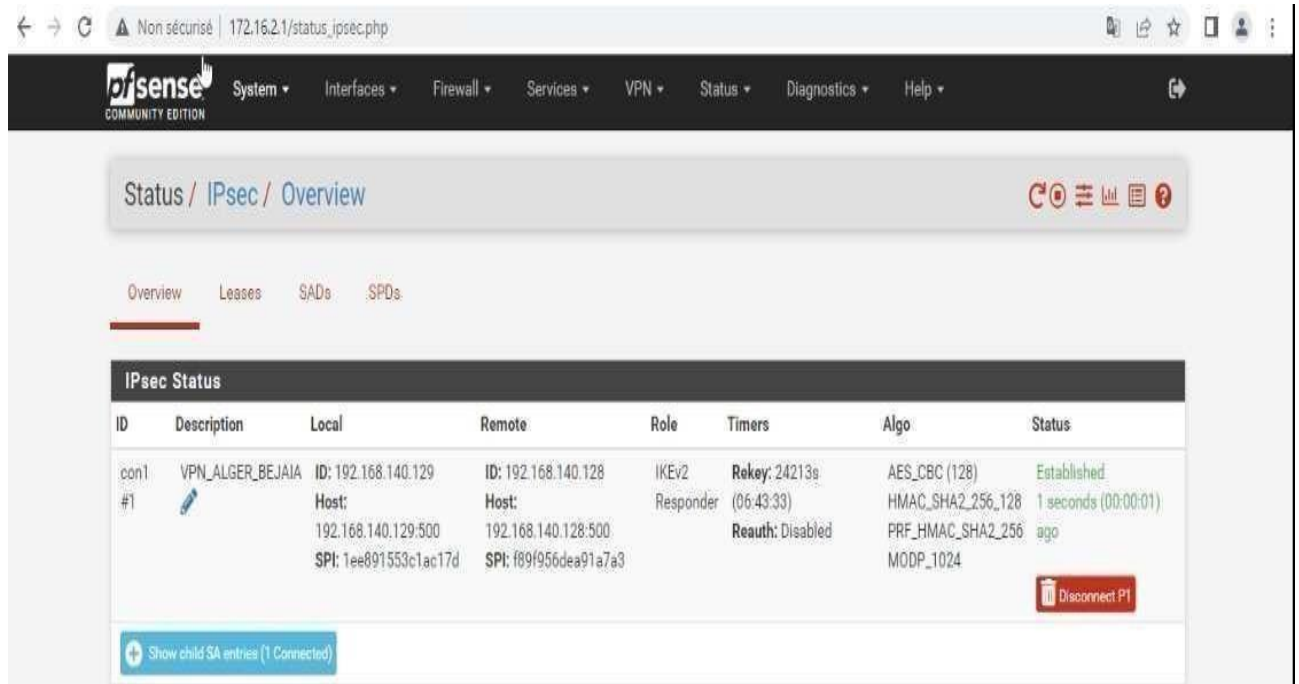 Non sécurisé | 172.16.2.1/status_ipsec.php
pfsense System Interfaces Firewall Services VPN Status Diagnostics Help
COMMUNITY EDITION
Status / IPsec / Overview
Overview Leases SADs SPDs
IPsec Status
ID Description Local Remote Role Timers Algo Status
con1 VPN_ALGER_BEJAIA ID: 192.168.140.129 ID: 192.168.140.128 IKEv2 Rekey: 24213s AES_CBC (128) Established
#1 Host: Host: Responder (06:43:33) HMAC_SHA2_256_128 1 seconds (00:00:01)
192.168.140.129:500 192.168.140.128:500 Reauth: Disabled PRF_HMAC_SHA2_256 ago
SPI: 1ee891553c1ac17d SPI: f89f956dea91a7a3 MODP_1024
Disconnect P1
Show child SA entries (1 Connected)